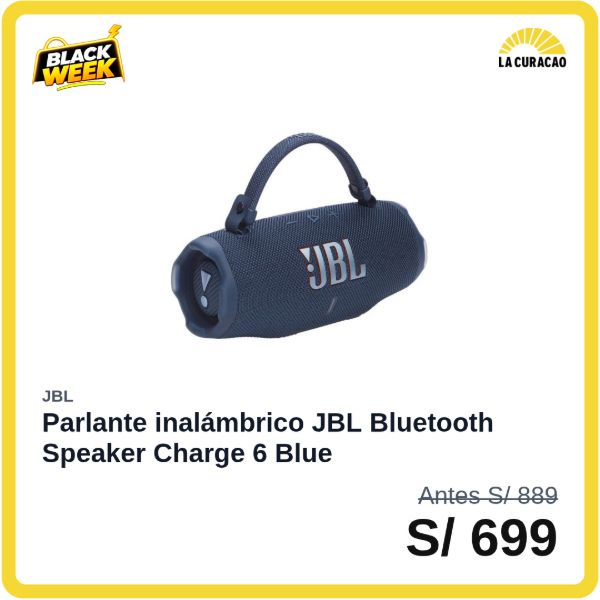 BLACK
WEEK
LA CURACAO
JBL
JBL
Parlante inalámbrico JBL Bluetooth
Speaker Charge 6 Blue
Antes S/ 889
S/ 699